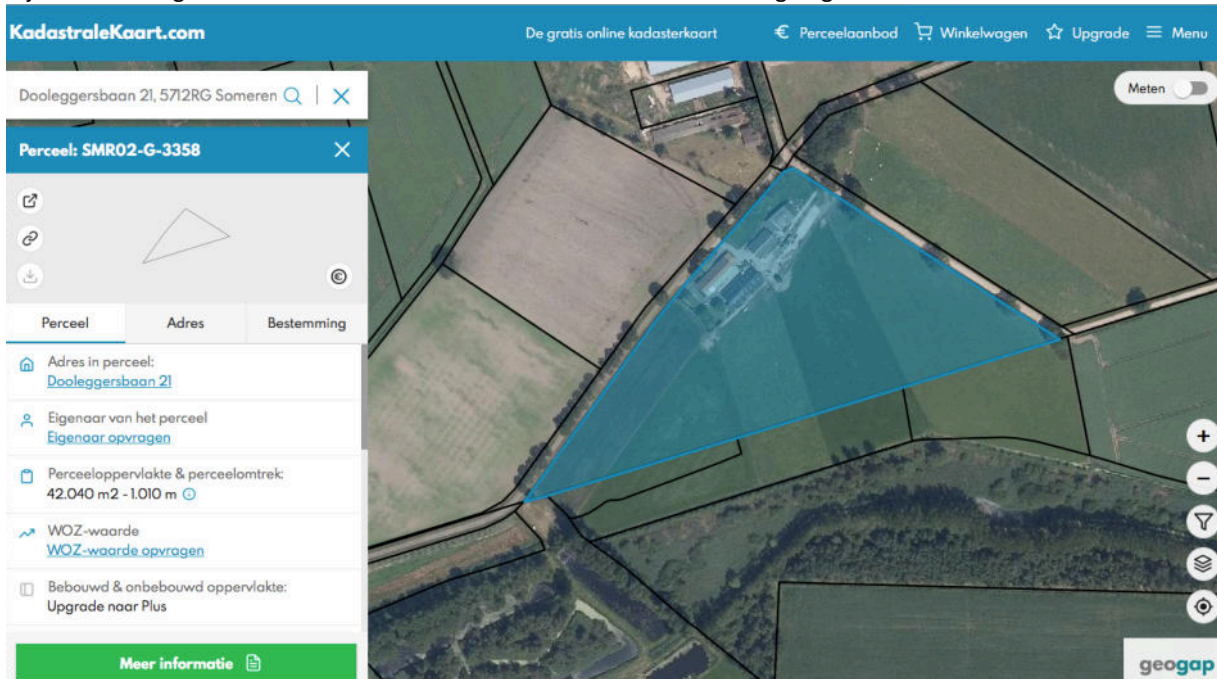 KadastraleKaart.com
De gratis online kadasterkaart
€ Perceelaanbod
Winkelwagen
Upgrade
Menu
Dooleggersbaan 21, 5712RG Someren
Meten
Perceel: SMR02-G-3358
Perceel Adres Bestemming
Adres in perceel:
Dooleggersbaan 21
Eigenaar van het perceel
Eigenaar opvragen
Perceeloppervlakte & perceelomtrek:
42.040 m2 - 1.010 m
WOZ-waarde
WOZ-waarde opvragen
Bebouwd & onbebouwd oppervlakte:
Upgrade naar Plus
Meer informatie
geogap